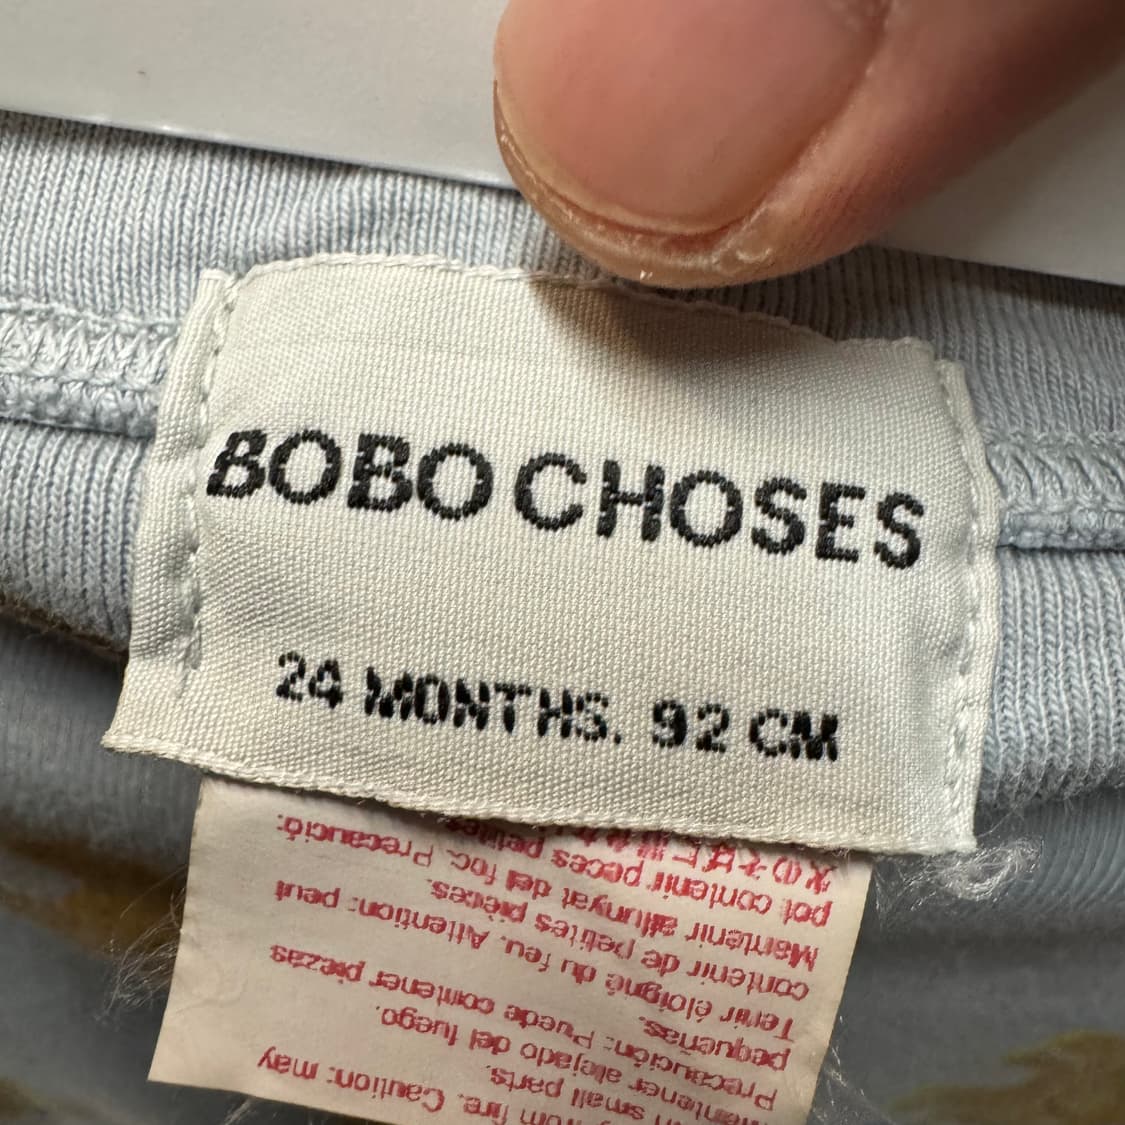 BOBO CHOSES
24 MONTHS. 92 CM
from fire. Caution: may
small parts.
Mantener alejado del fuego.
Precaución: Puede contener piezas
pequeñas.
Tenir éloigné du feu. Attention: peut
contenir de petites pièces.
Mantenir allunyat del foc. Precaució:
pot contenir peces petites.